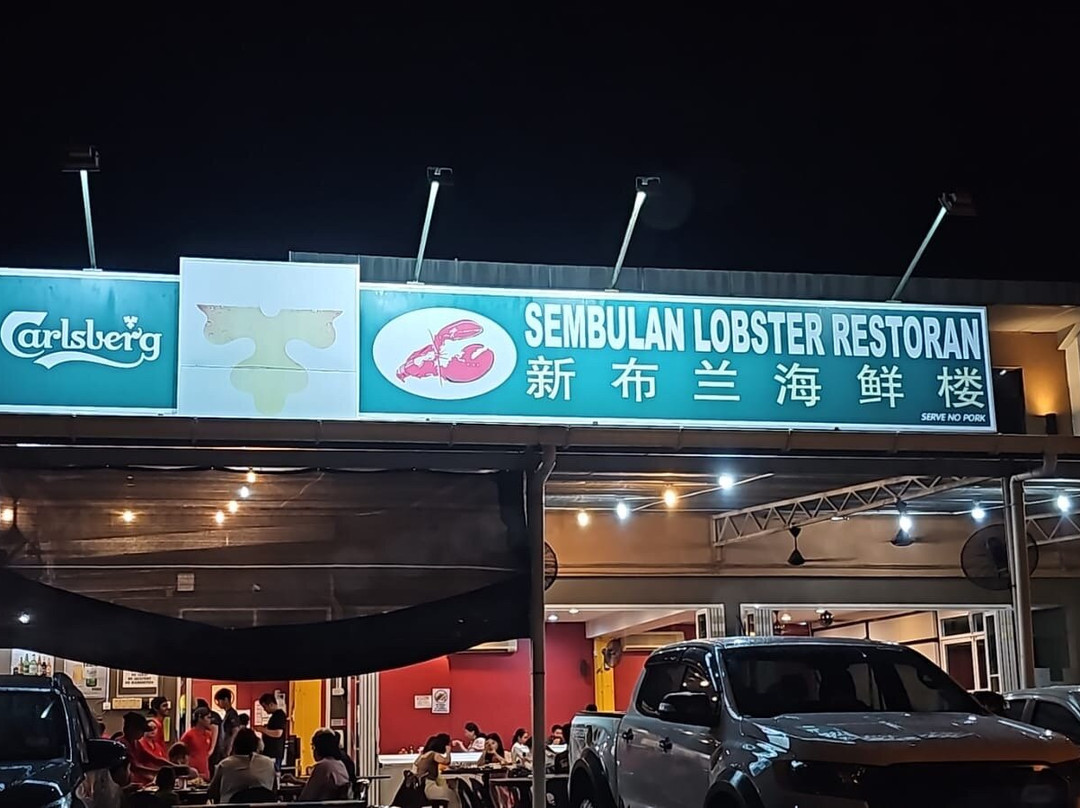 Carlsberg
SEMBULAN LOBSTER RESTORAN
新布兰海鲜楼
SERVE NO PORK